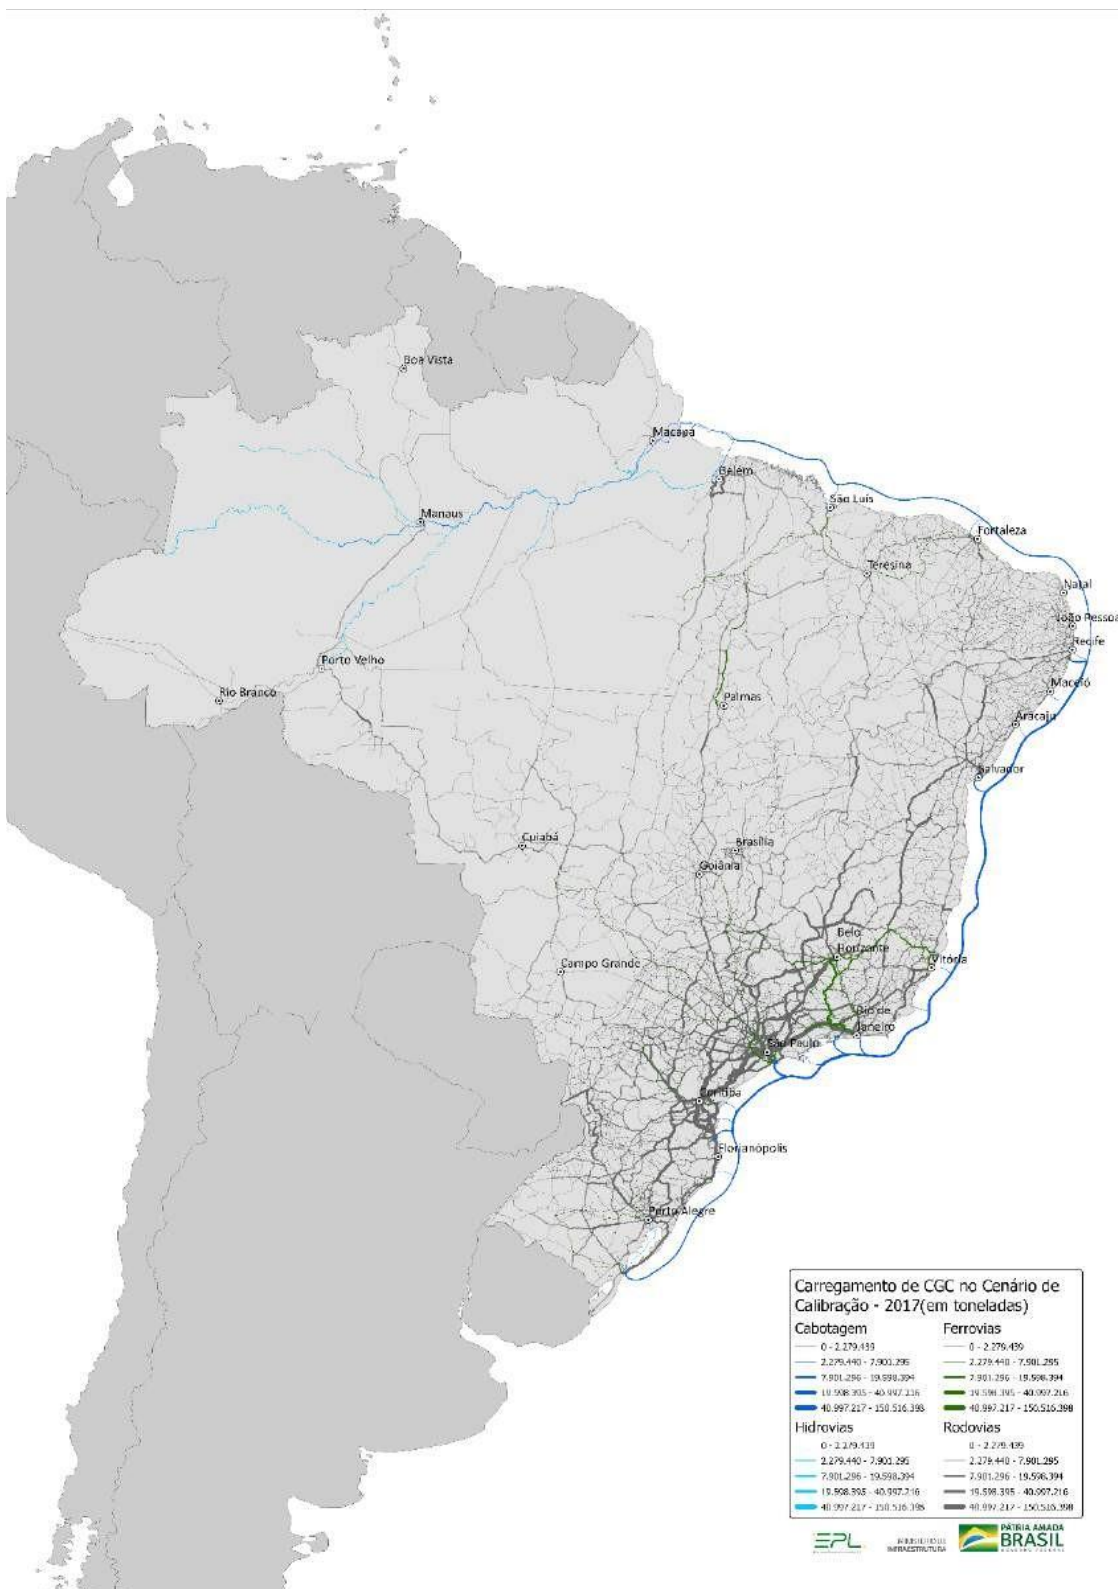 Boa Vista
Macapá
Belém
São Luís
Manaus
Fortaleza
Teresina
Natal
João Pessoa
Recife
Porto Velho
Rio Branco
Palmas
Maceió
Aracaju
Salvador
Cuiabá
Brasília
Goiânia
Belo
Horizonte
Campo Grande
Vitória
Rio de
Janeiro
São Paulo
Curitiba
Florianópolis
Porto Alegre
Carregamento de CGC no Cenário de
Calibração - 2017(em toneladas)
Cabotagem
0 - 2.279.439
2.279.440 - 7.901.295
7.901.296 - 19.598.394
19.598.395 - 40.997.216
40.997.217 - 150.516.398
Ferrovias
0 - 2.279.439
2.279.440 - 7.901.295
7.901.296 - 19.598.394
19.598.395 - 40.997.216
40.997.217 - 150.516.398
Hidrovias
0 - 2.279.439
2.279.440 - 7.901.295
7.901.296 - 19.598.394
19.598.395 - 40.997.216
40.997.217 - 150.516.398
Rodovias
0 - 2.279.439
2.279.440 - 7.901.295
7.901.296 - 19.598.394
19.598.395 - 40.997.216
40.997.217 - 150.516.398
EPL
MINISTÉRIO DE
INFRAESTRUTURA
PÁTRIA AMADA
BRASIL
GOVERNO FEDERAL